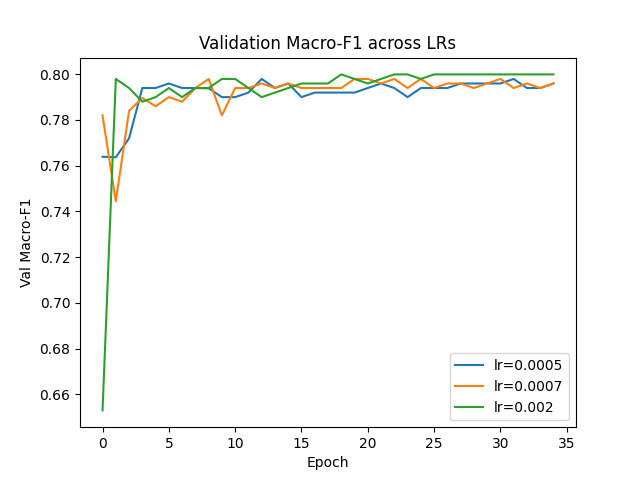 Validation Macro-F1 across LRs
Val Macro-F1
0.80
0.78
0.76
0.74
0.72
0.70
0.68
0.66
0 5 10 15 20 25 30 35
Epoch
lr=0.0005
lr=0.0007
lr=0.002